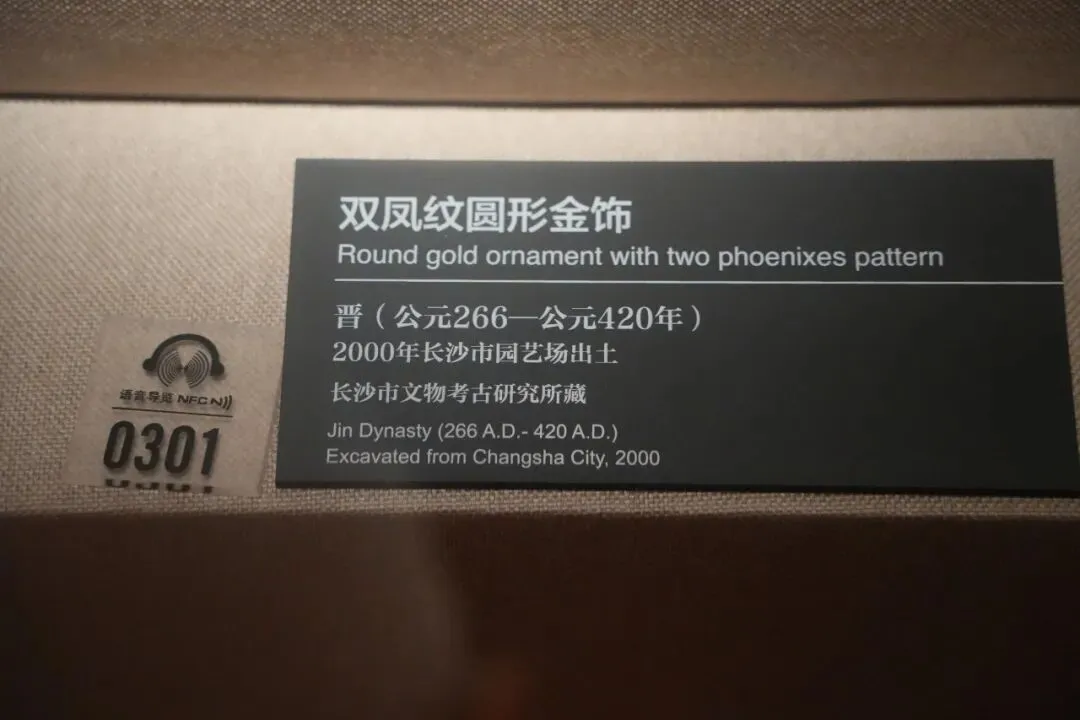 双凤纹圆形金饰
Round gold ornament with two phoenixes pattern
晋（公元266—公元420年）
2000年长沙市园艺场出土
长沙市文物考古研究所藏
Jin Dynasty (266 A.D.- 420 A.D.)
Excavated from Changsha City, 2000
语音导览 NFC
0301